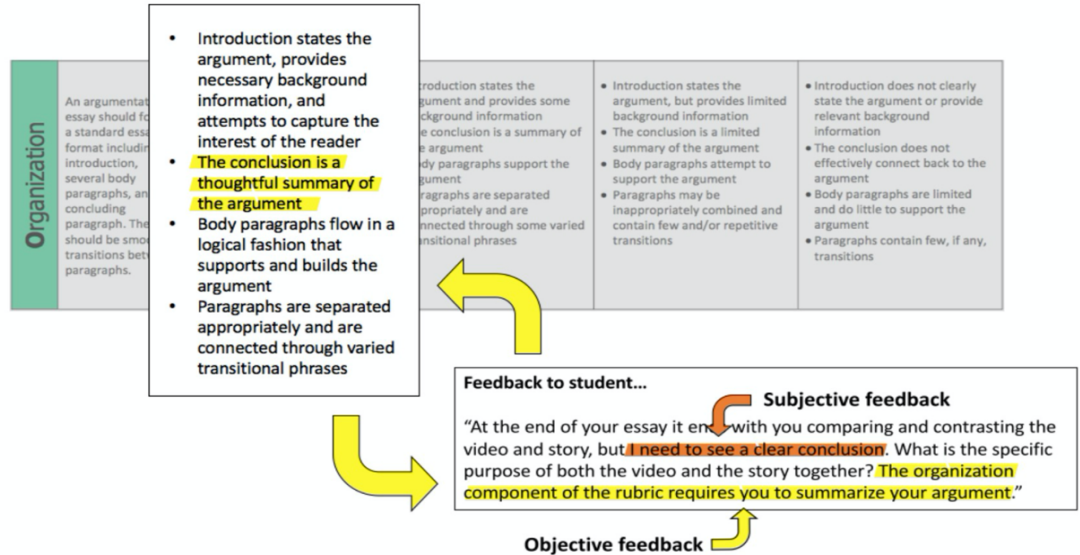 Organization
An argumentat
essay should fo
a standard essa
format includin
introduction,
several body
paragraphs, an
concluding
paragraph. The
should be smo
transitions betw
paragraphs.
• Introduction states the
argument, provides
necessary background
information, and
attempts to capture the
interest of the reader
• The conclusion is a
thoughtful summary of
the argument
• Body paragraphs flow in a
logical fashion that
supports and builds the
argument
• Paragraphs are separated
appropriately and are
connected through varied
transitional phrases
roduction states the
gument and provides some
ckground information
e conclusion is a summary of
e argument
dy paragraphs support the
gument
ragraphs are separated
propriately and are
nnected through some varied
ansitional phrases
• Introduction states the
argument, but provides limited
background information
• The conclusion is a limited
summary of the argument
• Body paragraphs attempt to
support the argument
• Paragraphs may be
inappropriately combined and
contain few and/or repetitive
transitions
• Introduction does not clearly
state the argument or provide
relevant background
information
• The conclusion does not
effectively connect back to the
argument
• Body paragraphs are limited
and do little to support the
argument
• Paragraphs contain few, if any,
transitions
Feedback to student...
Subjective feedback
“At the end of your essay it en with you comparing and contrasting the
video and story, but I need to see a clear conclusion. What is the specific
purpose of both the video and the story together? The organization
component of the rubric requires you to summarize your argument.”
Objective feedback